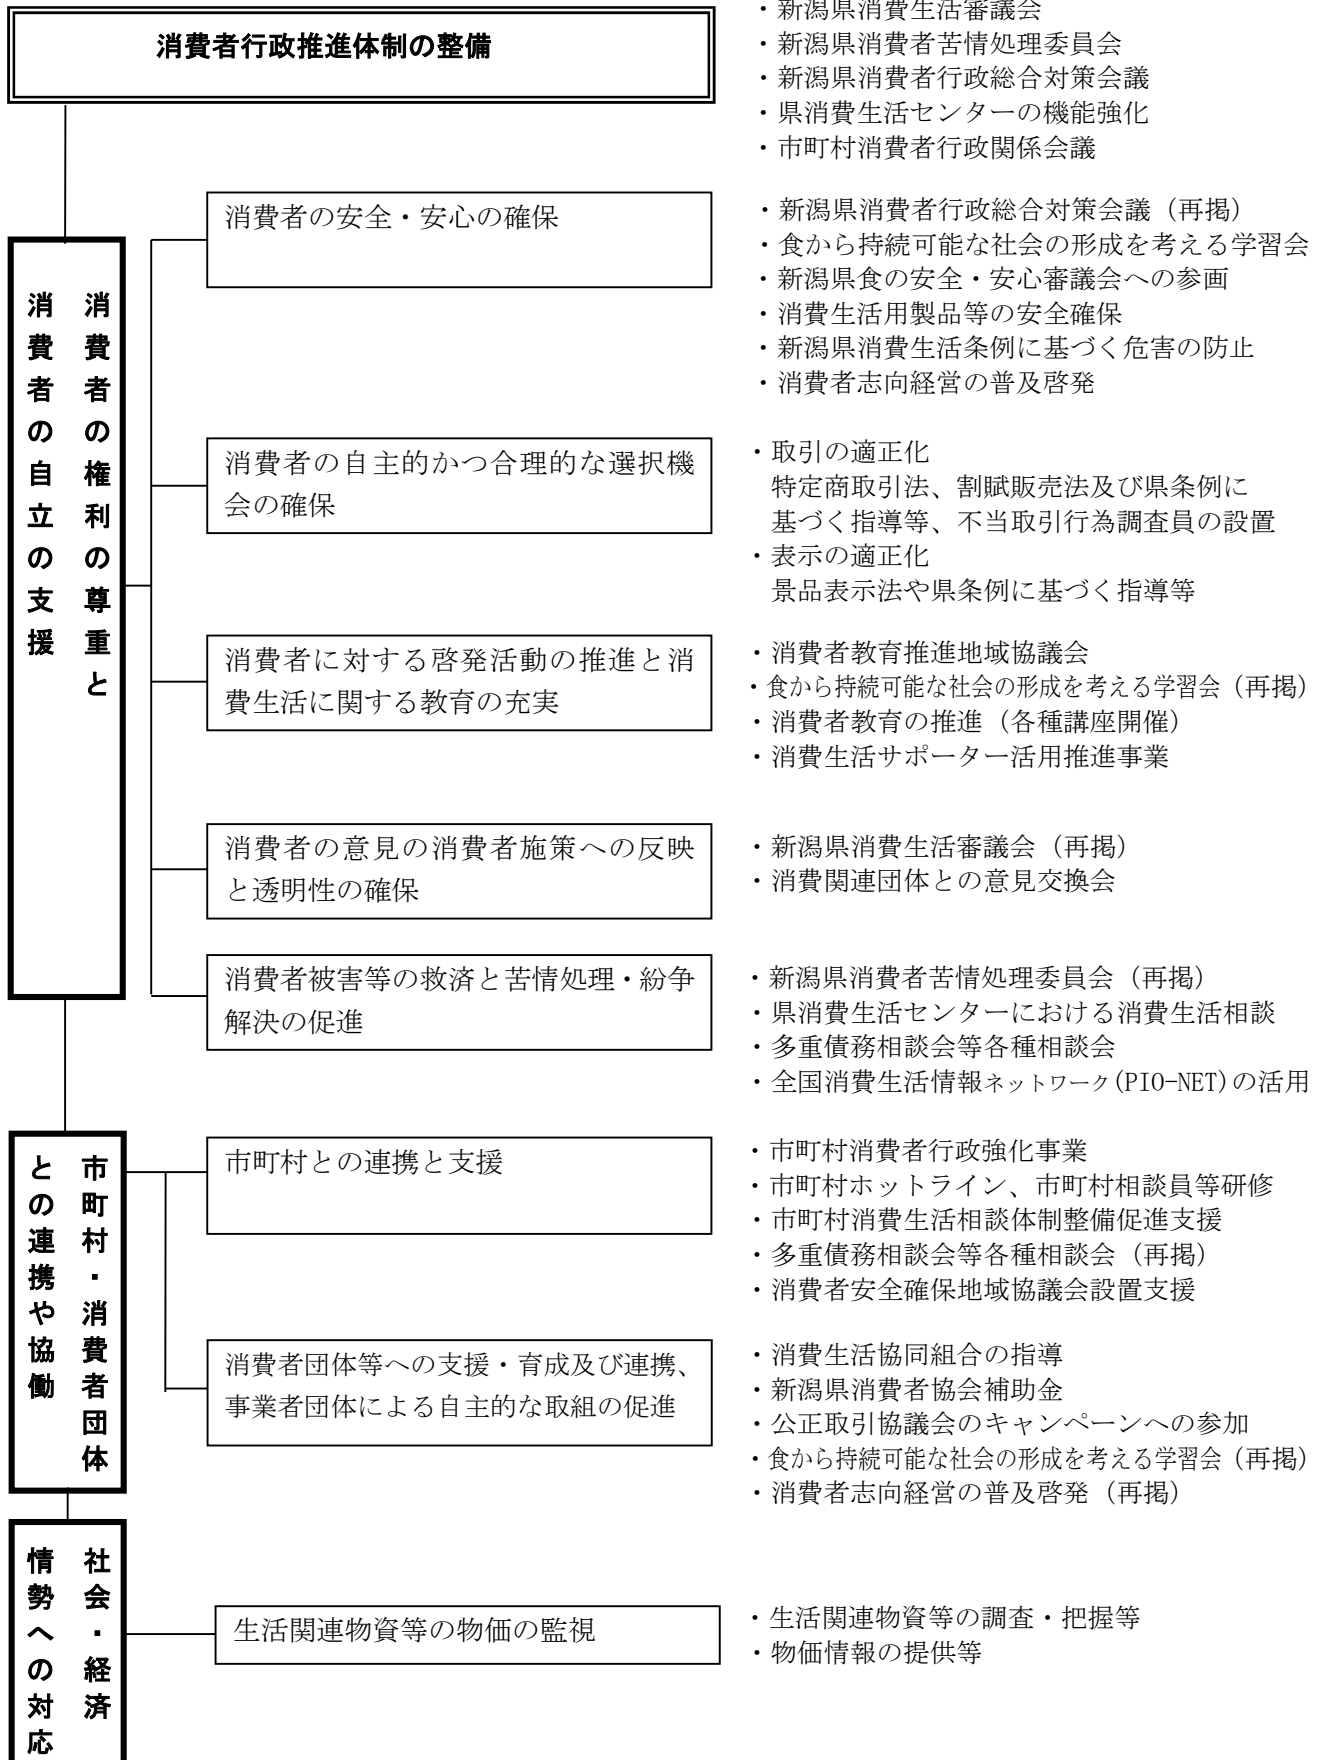 ・新潟県消費生活審議会
消費者行政推進体制の整備
・新潟県消費者苦情処理委員会
・新潟県消費者行政総合対策会議
・県消費生活センターの機能強化
・市町村消費者行政関係会議
消費者の権利の尊重と
消費者の自立の支援
消費者の安全・安心の確保
・新潟県消費者行政総合対策会議（再掲）
・食から持続可能な社会の形成を考える学習会
・新潟県食の安全・安心審議会への参画
・消費生活用製品等の安全確保
・新潟県消費生活条例に基づく危害の防止
・消費者志向経営の普及啓発
消費者の自主的かつ合理的な選択機
会の確保
・取引の適正化
特定商取引法、割賦販売法及び県条例に
基づく指導等、不当取引行為調査員の設置
・表示の適正化
景品表示法や県条例に基づく指導等
消費者に対する啓発活動の推進と消
費生活に関する教育の充実
・消費者教育推進地域協議会
・食から持続可能な社会の形成を考える学習会（再掲）
・消費者教育の推進（各種講座開催）
・消費生活サポーター活用推進事業
消費者の意見の消費者施策への反映
と透明性の確保
・新潟県消費生活審議会（再掲）
・消費関連団体との意見交換会
消費者被害等の救済と苦情処理・紛争
解決の促進
・新潟県消費者苦情処理委員会（再掲）
・県消費生活センターにおける消費生活相談
・多重債務相談会等各種相談会
・全国消費生活情報ネットワーク(PIO-NET)の活用
市町村・消費者団体
との連携や協働
市町村との連携と支援
・市町村消費者行政強化事業
・市町村ホットライン、市町村相談員等研修
・市町村消費生活相談体制整備促進支援
・多重債務相談会等各種相談会（再掲）
・消費者安全確保地域協議会設置支援
消費者団体等への支援・育成及び連携、
事業者団体による自主的な取組の促進
・消費生活協同組合の指導
・新潟県消費者協会補助金
・公正取引協議会のキャンペーンへの参加
・食から持続可能な社会の形成を考える学習会（再掲）
・消費者志向経営の普及啓発（再掲）
社会・経済
情勢への対応
生活関連物資等の物価の監視
・生活関連物資等の調査・把握等
・物価情報の提供等